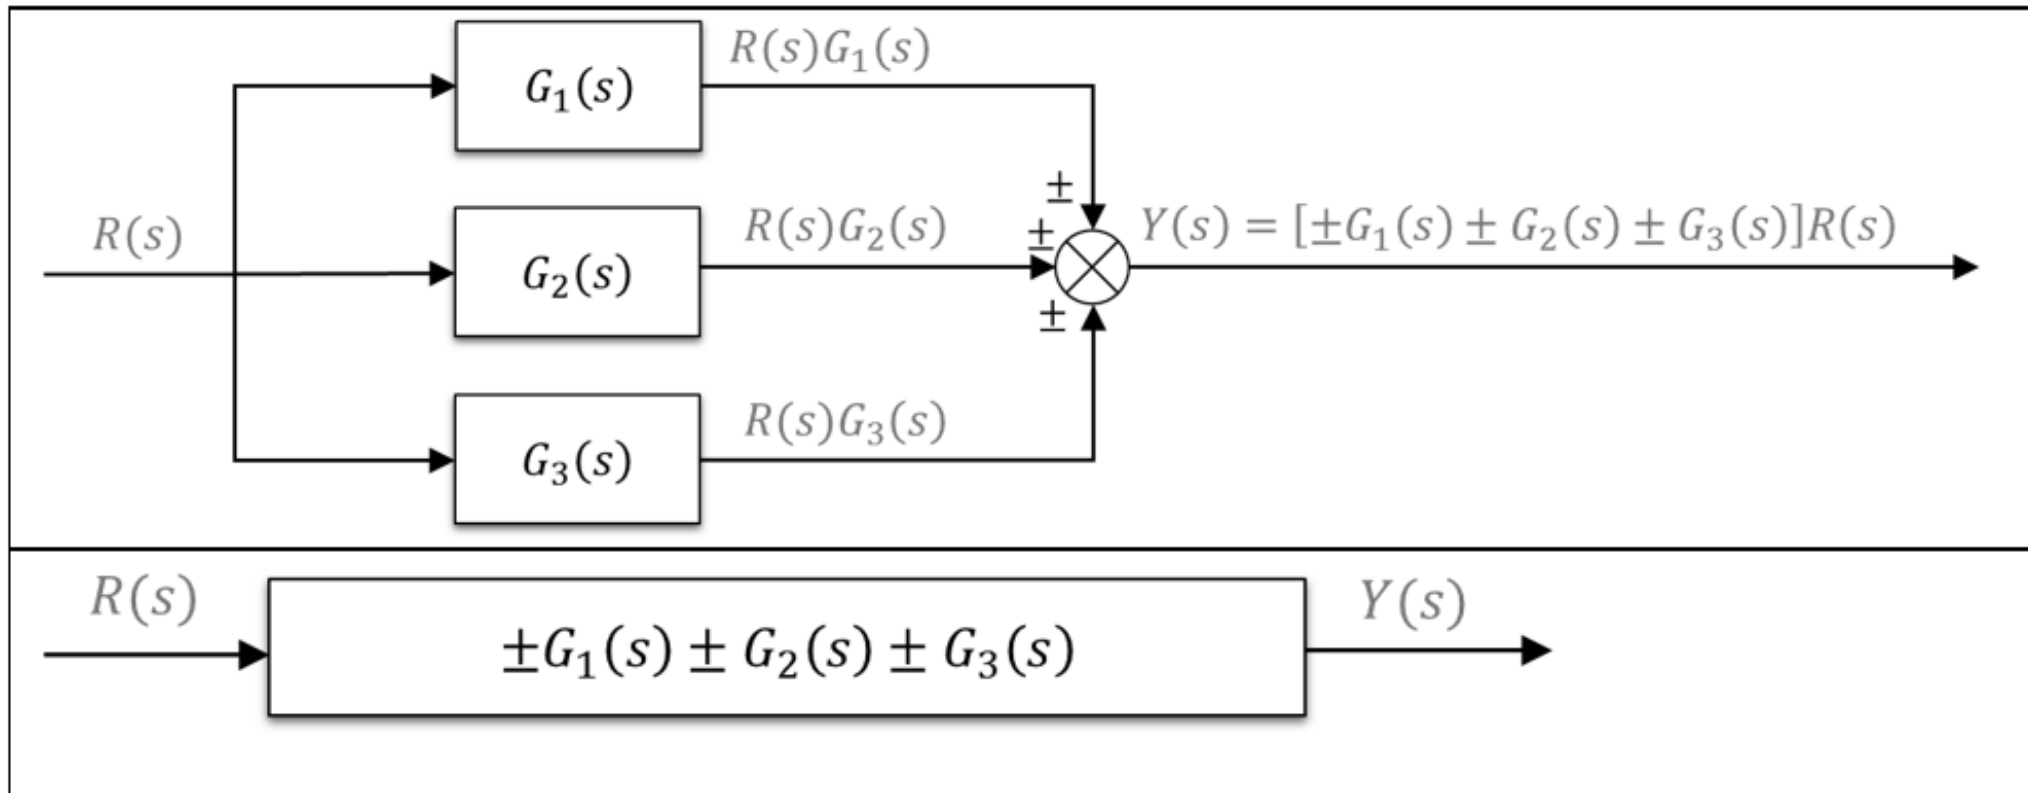 R(s)G₁(s)
G₁(s)
±
R(s)
R(s)G₂(s)
±
Y(s) = [±G₁(s) ± G₂(s) ± G₃(s)]R(s)
G₂(s)
±
R(s)G₃(s)
G₃(s)
R(s)
Y(s)
±G₁(s) ± G₂(s) ± G₃(s)